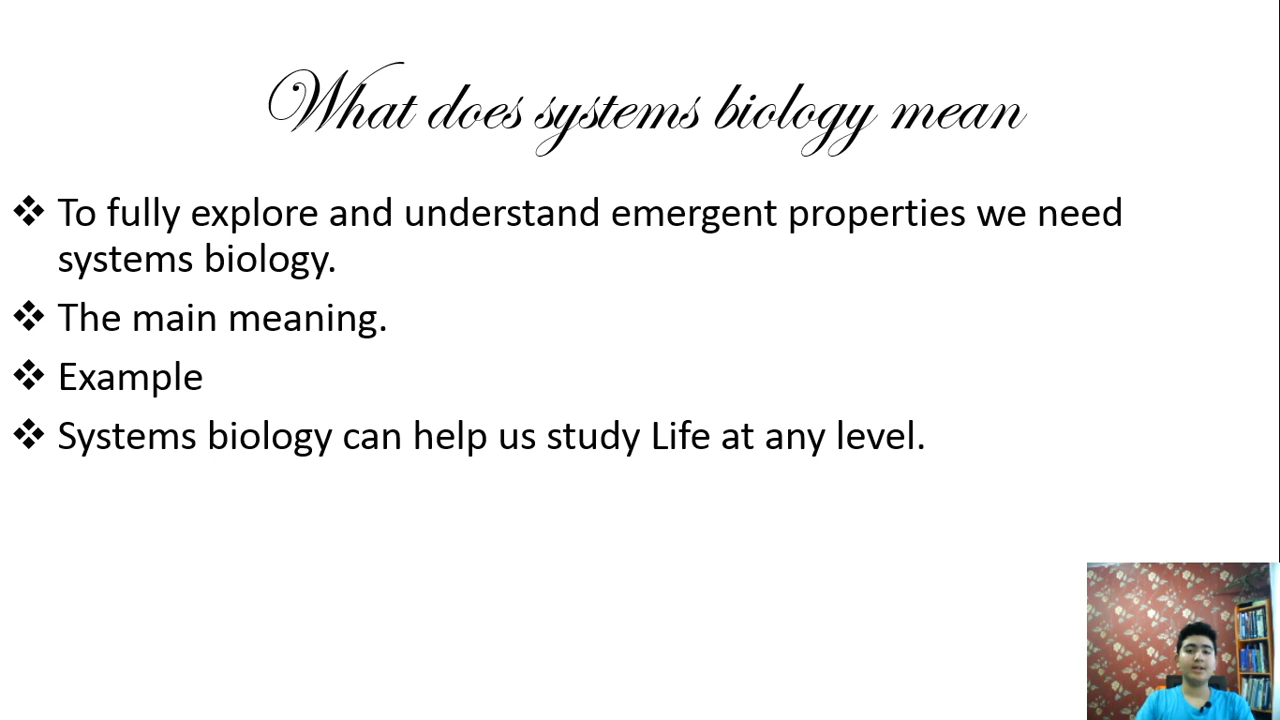 What does systems biology mean
To fully explore and understand emergent properties we need
systems biology.
The main meaning.
Example
Systems biology can help us study Life at any level.